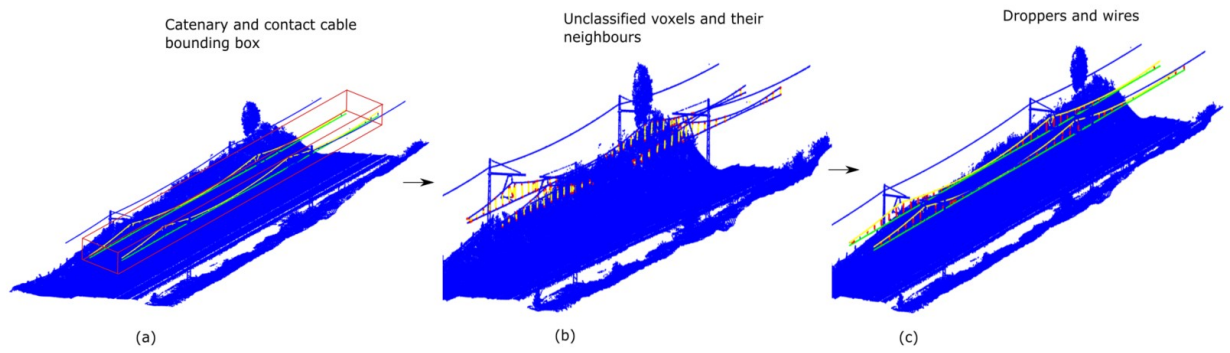 Catenary and contact cable
bounding box
Unclassified voxels and their
neighbours
Droppers and wires
(a)
(b)
(c)